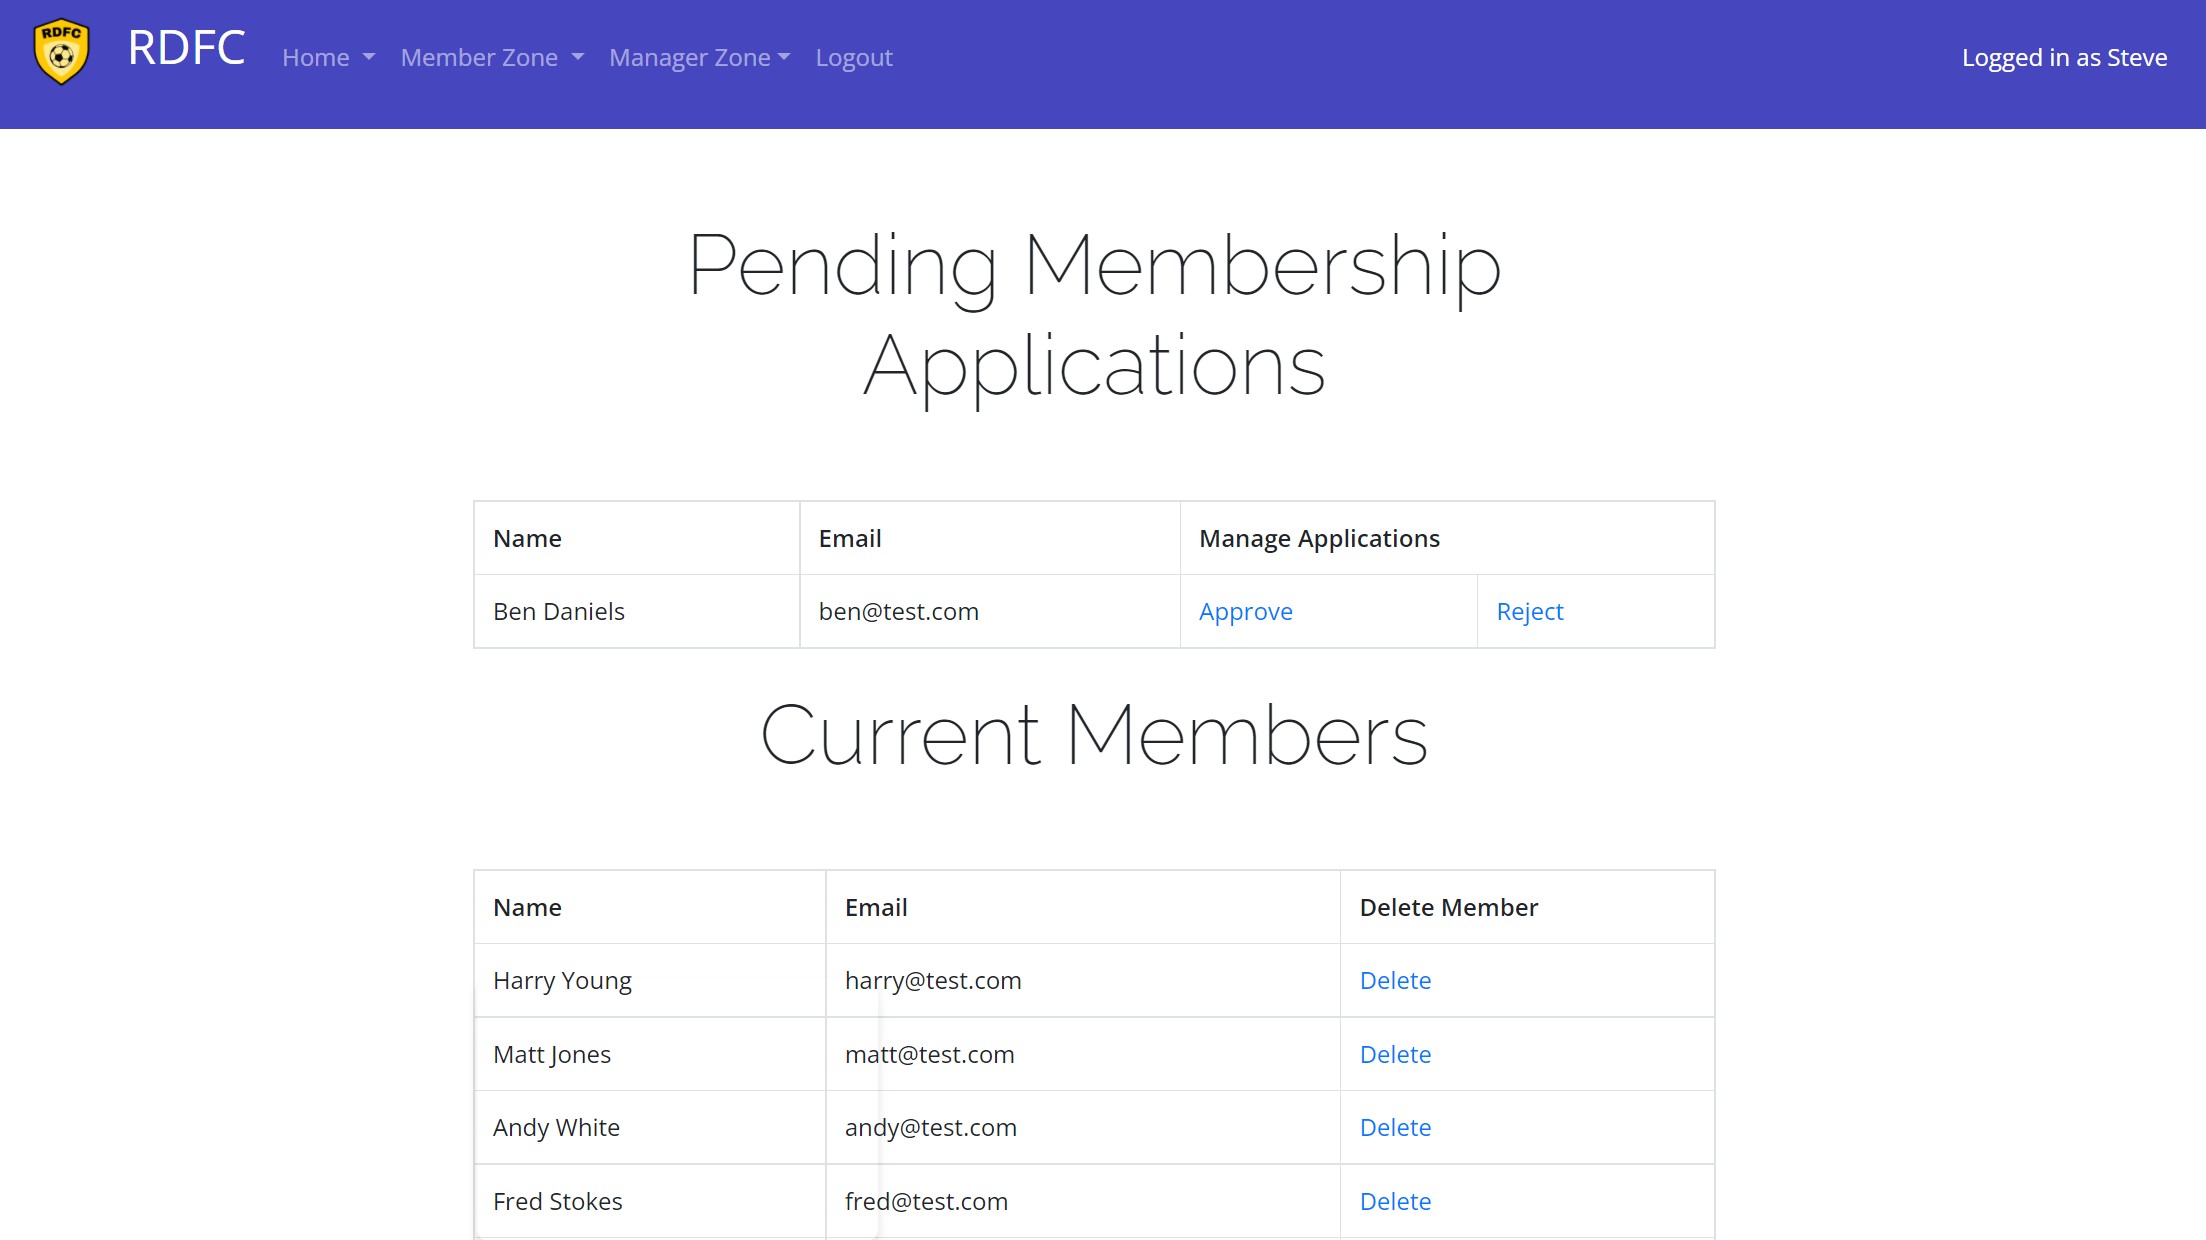 RDFC
RDFC Home Member Zone Manager Zone Logout Logged in as Steve
Pending Membership
Applications
Name Email Manage Applications
Ben Daniels ben@test.com Approve Reject
Current Members
Name Email Delete Member
Harry Young harry@test.com Delete
Matt Jones matt@test.com Delete
Andy White andy@test.com Delete
Fred Stokes fred@test.com Delete